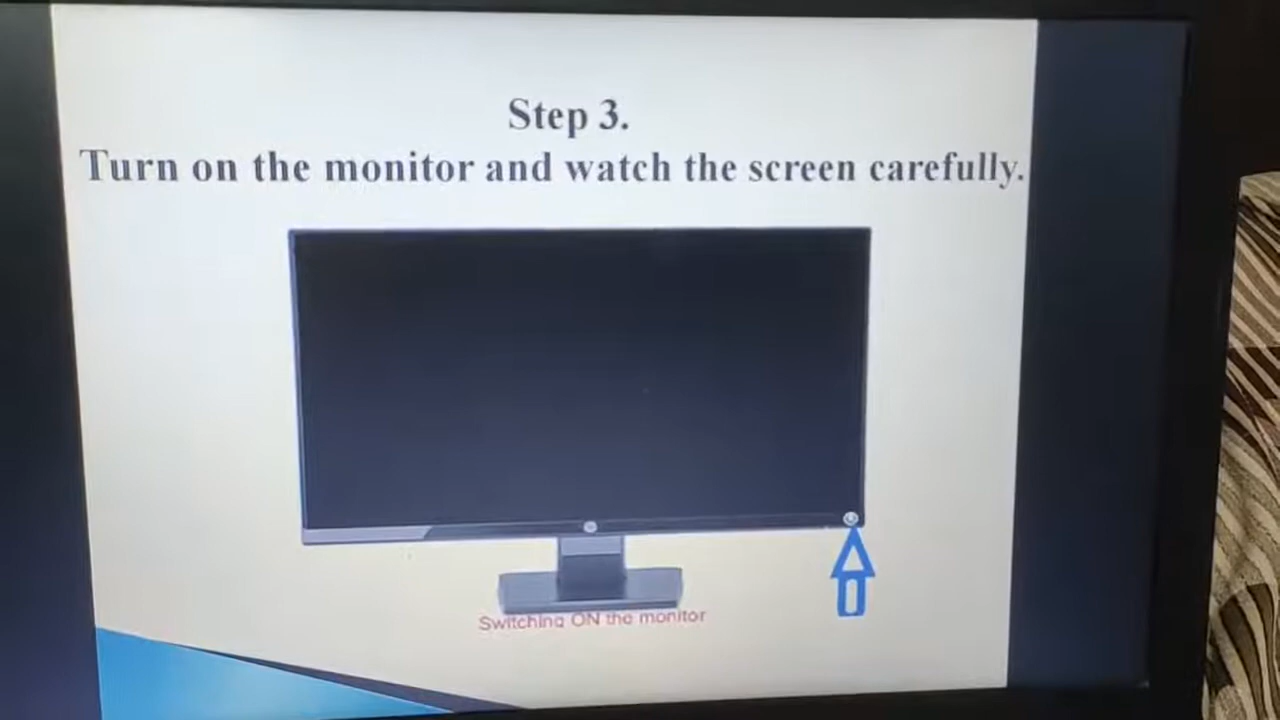 Step 3.
Turn on the monitor and watch the screen carefully.
Switching ON the monitor